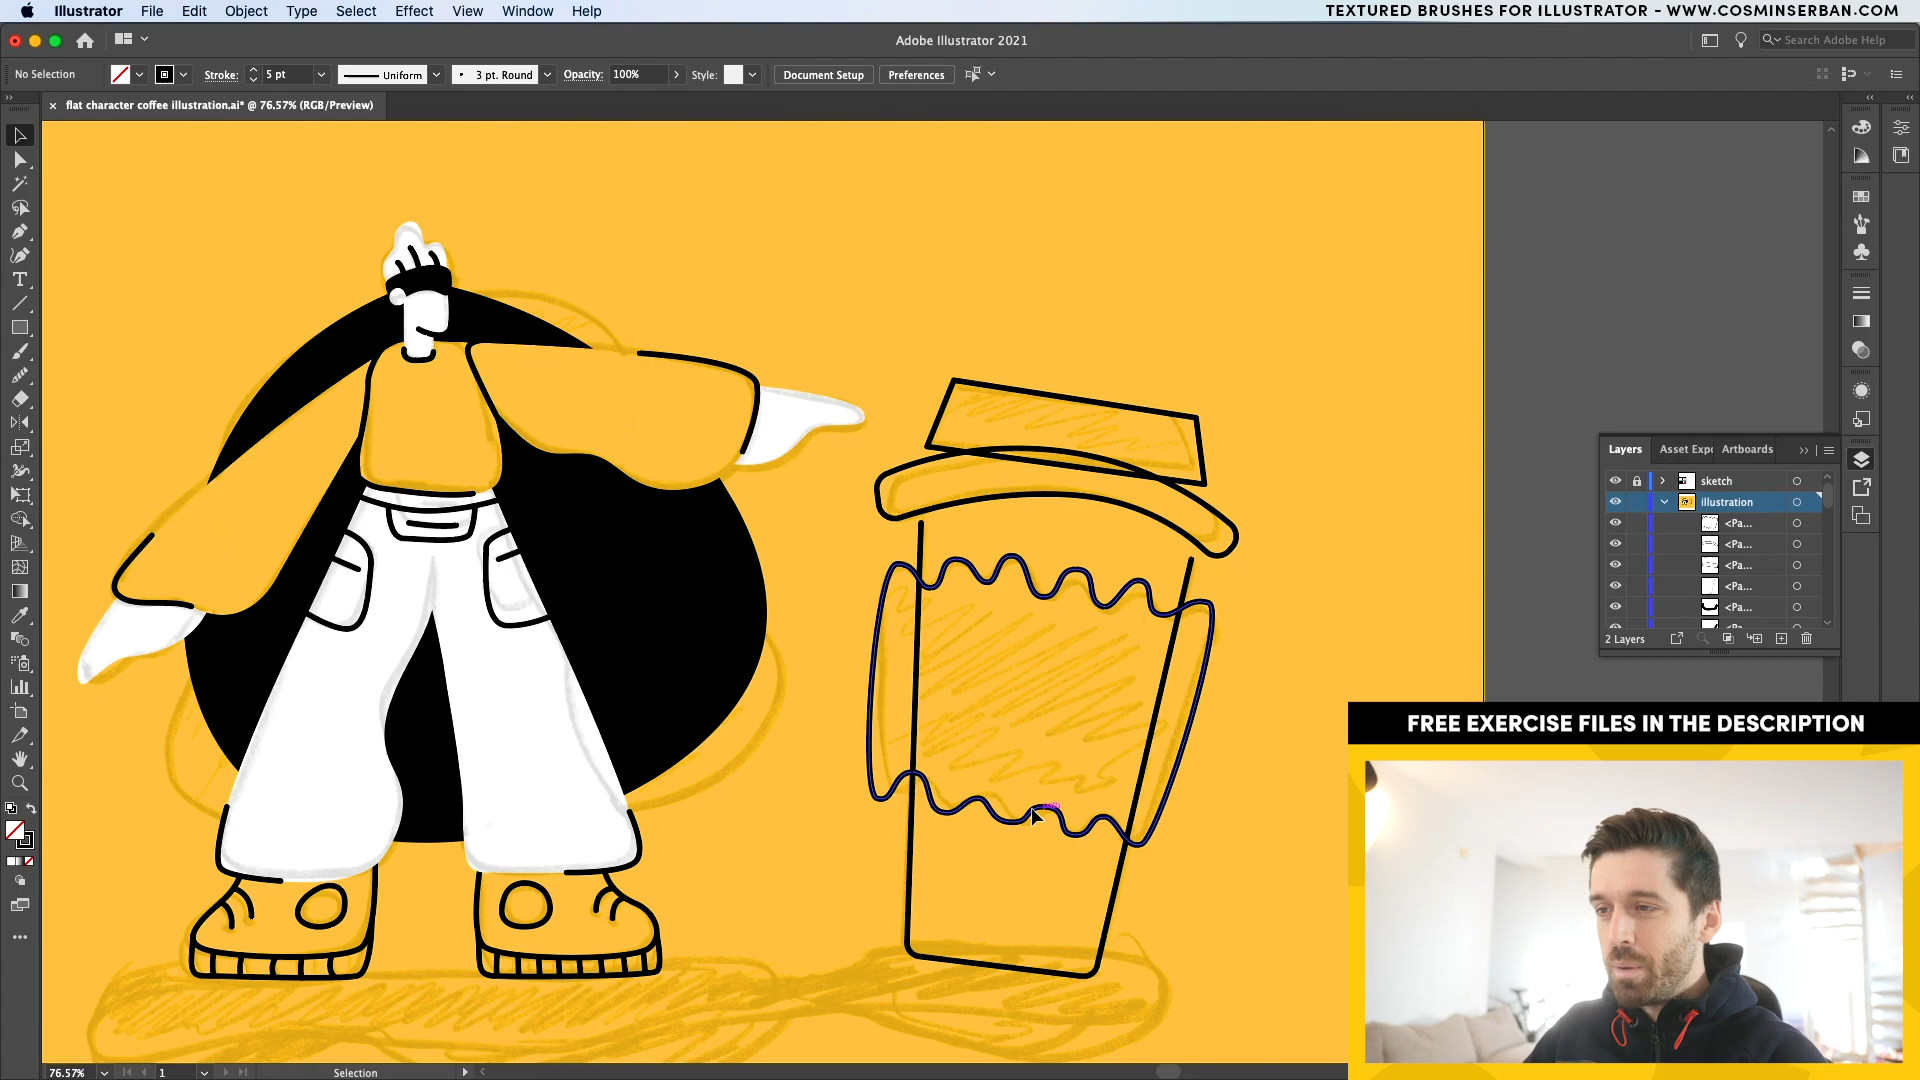 Illustrator File Edit Object Type Select Effect View Window Help
TEXTURED BRUSHES FOR ILLUSTRATOR - WWW.COSMINSERBAN.COM
Adobe Illustrator 2021
Search Adobe Help
No Selection Stroke: 5 pt Uniform 3 pt. Round Opacity: 100% Style: Document Setup Preferences
flat character coffee illustration.ai* @ 76.57% (RGB/Preview)
Layers Asset Expo Artboards
sketch
illustration
<Pa...
<Pa...
<Pa...
<Pa...
<Pa...
2 Layers
FREE EXERCISE FILES IN THE DESCRIPTION
path
76.57% 1 Selection